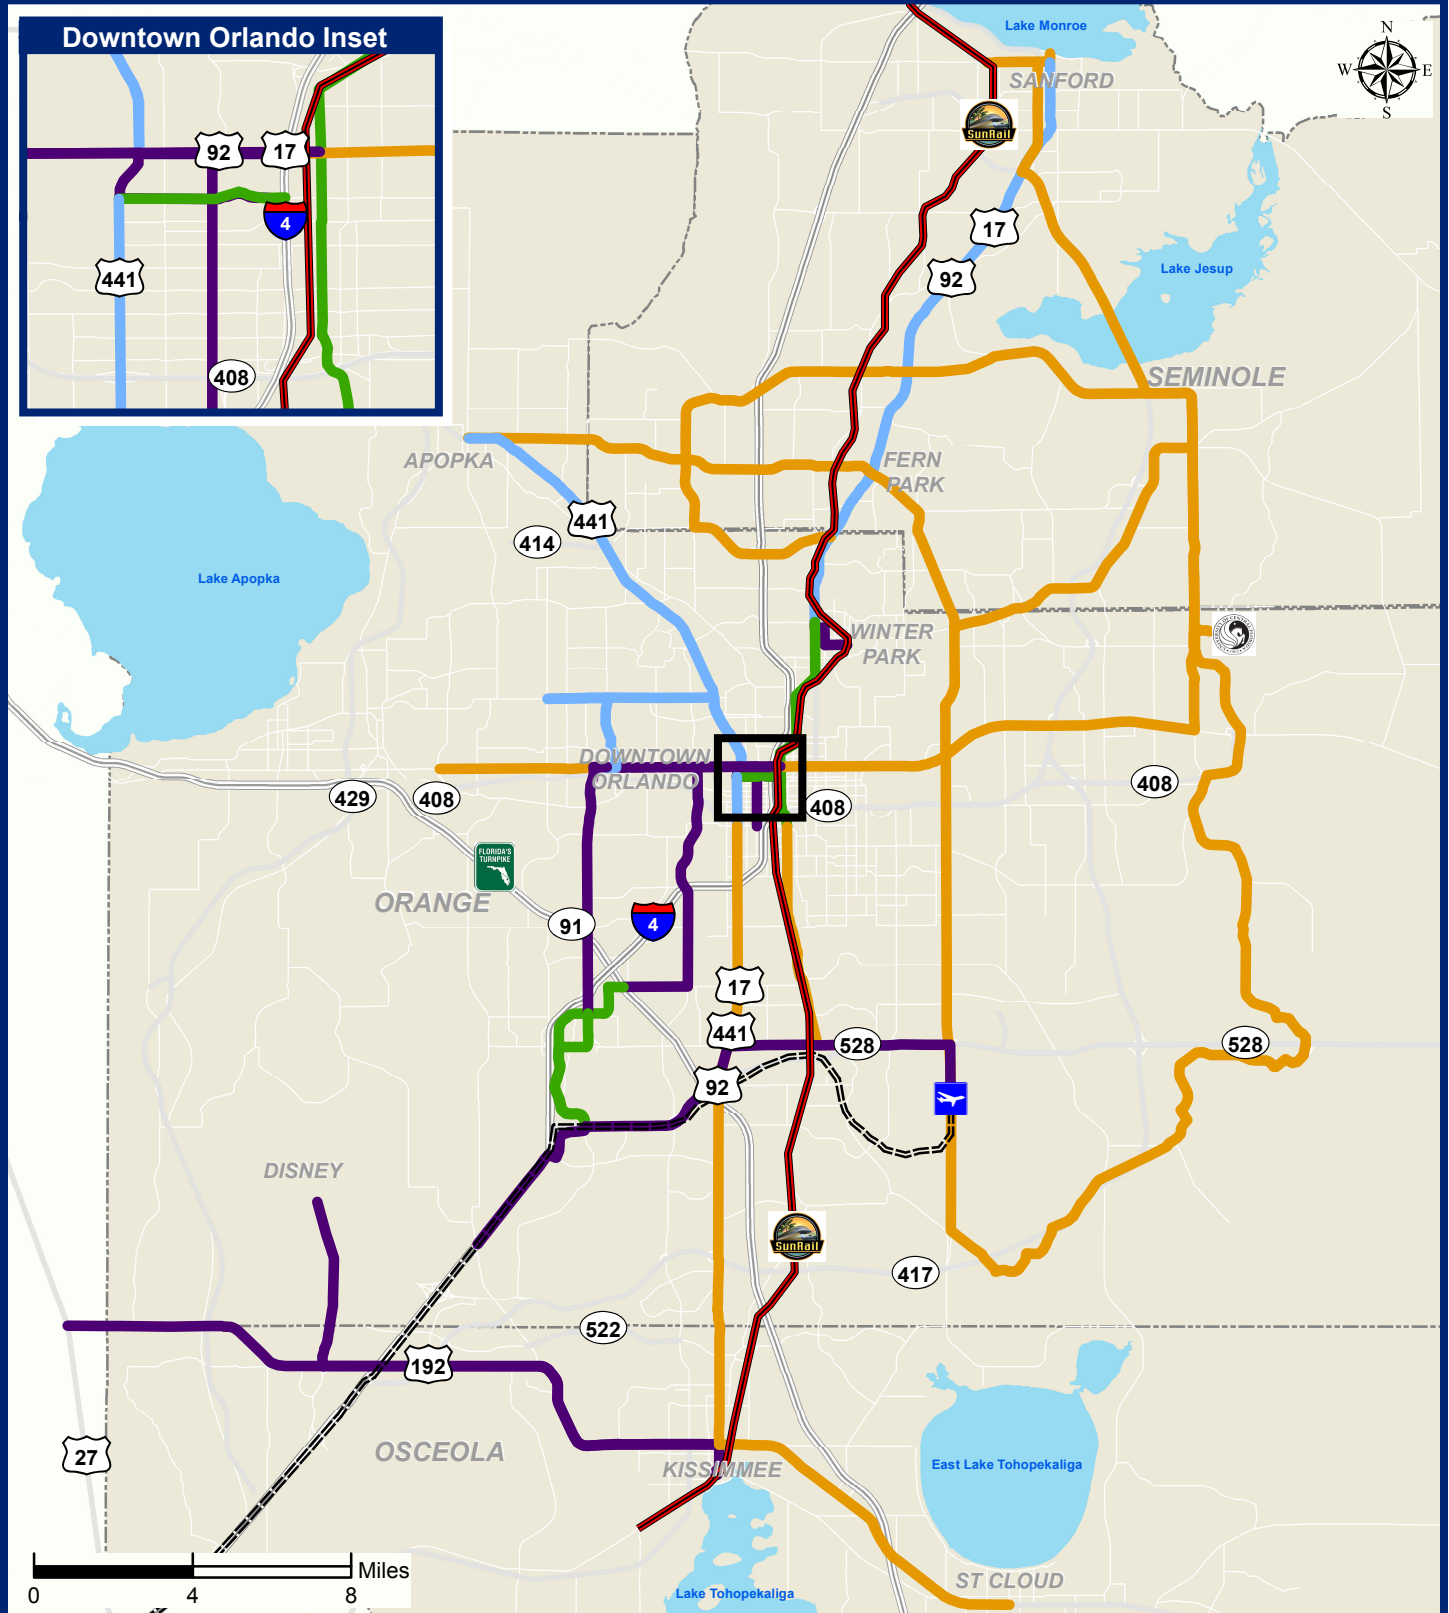 Downtown Orlando Inset
92
17
4
441
408
Lake Monroe
N
W
E
S
SANFORD
SunRail
17
92
Lake Jesup
SEMINOLE
APOPKA
FERN
PARK
441
414
Lake Apopka
WINTER
PARK
DOWNTOWN
ORLANDO
429
408
408
408
FLORIDA'S
TURNPIKE
ORANGE
91
4
17
441
528
528
92
DISNEY
SunRail
417
522
192
27
OSCEOLA
KISSIMMEE
East Lake Tohopekaliga
ST CLOUD
Lake Tohopekaliga
Miles
0
4
8